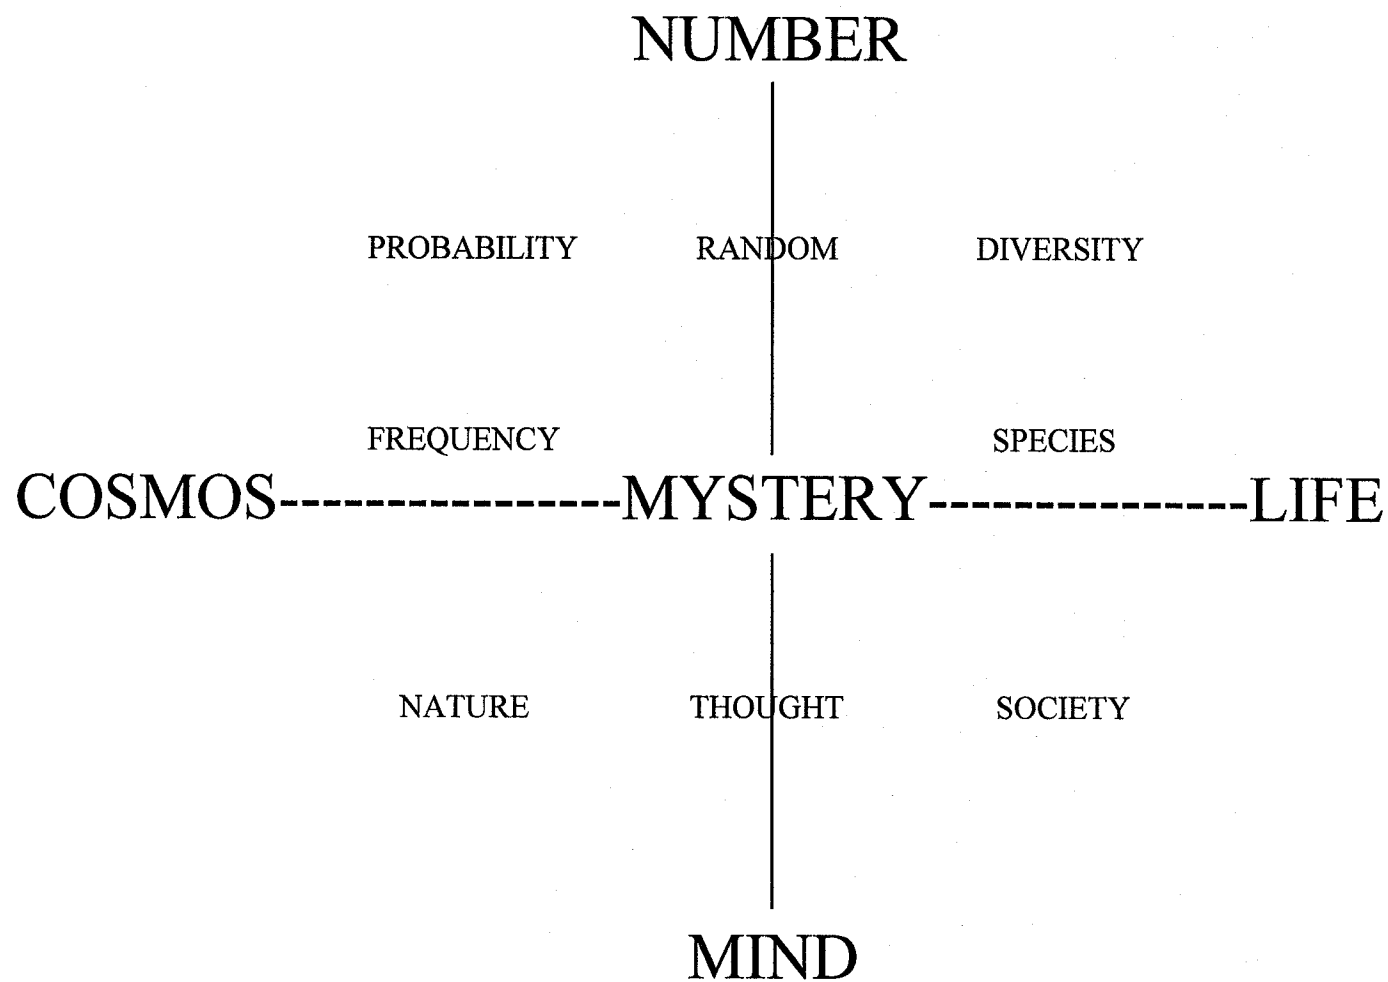 NUMBER
PROBABILITY RANDOM DIVERSITY
FREQUENCY SPECIES
COSMOS---------------MYSTERY--------------LIFE
NATURE THOUGHT SOCIETY
MIND